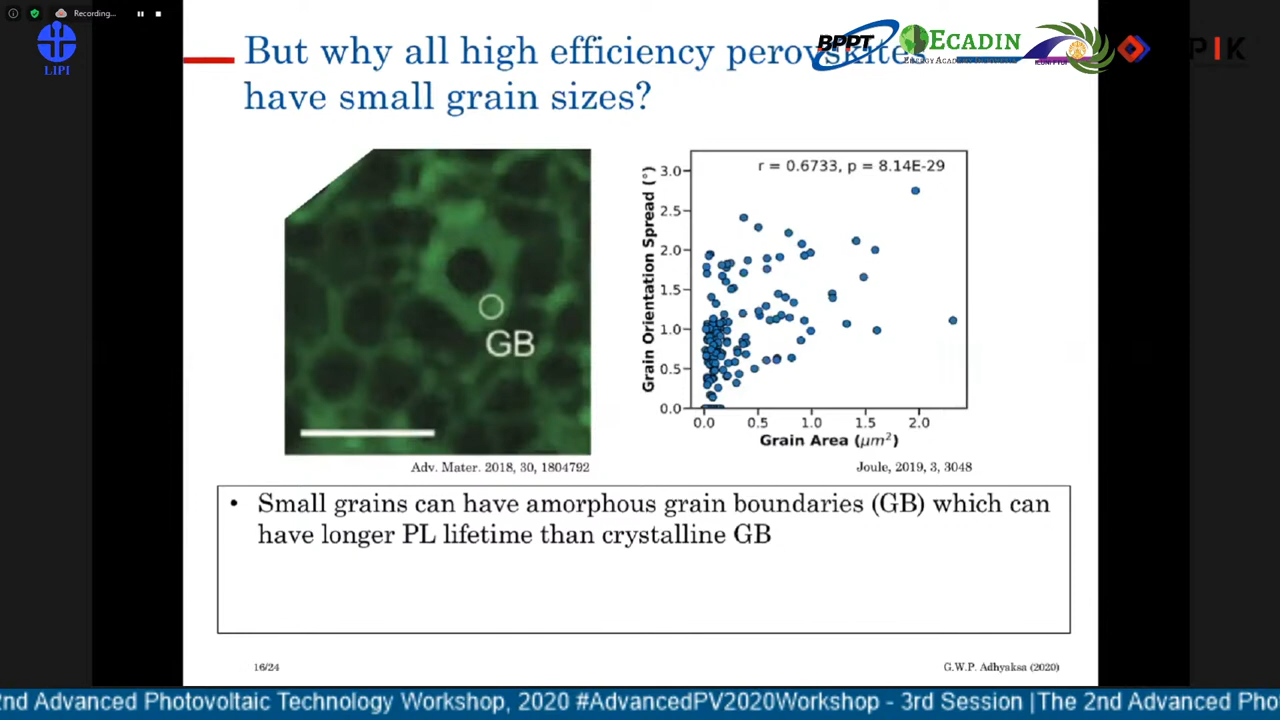 Recording...
LIPI
BPPT
ECADIN
But why all high efficiency perovskite
have small grain sizes?
GB
r = 0.6733, p = 8.14E-29
Grain Orientation Spread (°)
3.0
2.5
2.0
1.5
1.0
0.5
0.0
0.0 0.5 1.0 1.5 2.0
Grain Area (μm²)
Adv. Mater. 2018, 30, 1804792
Joule, 2019, 3, 3048
• Small grains can have amorphous grain boundaries (GB) which can
have longer PL lifetime than crystalline GB
16/24
G.W.P. Adhyaksa (2020)
2nd Advanced Photovoltaic Technology Workshop, 2020 #AdvancedPV2020Workshop - 3rd Session |The 2nd Advanced Pho